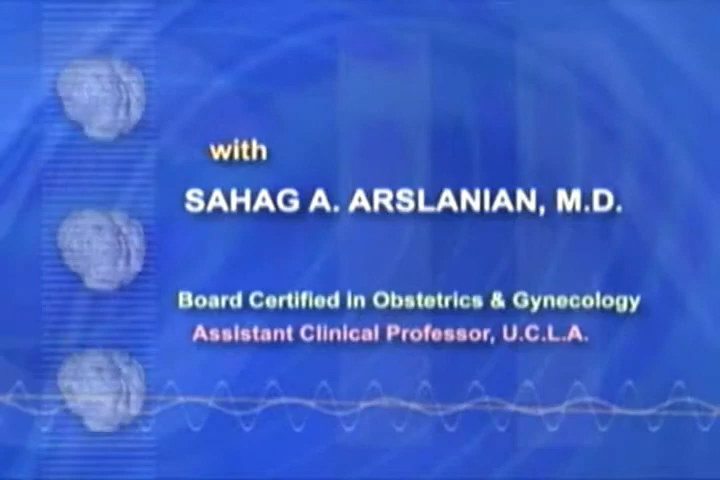 with
SAHAG A. ARSLANIAN, M.D.
Board Certified in Obstetrics & Gynecology
Assistant Clinical Professor, U.C.L.A.